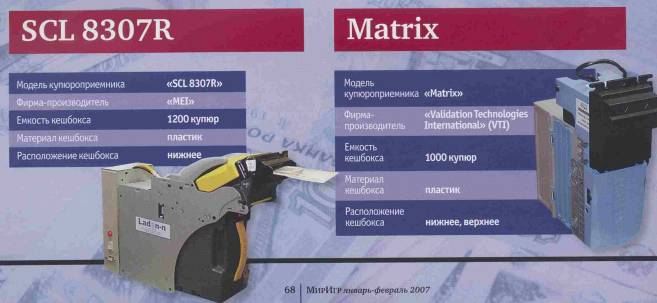 SCL 8307R
Модель купюроприемника «SCL 8307R»
Фирма-производитель «MEI»
Емкость кешбокса 1200 купюр
Материал кешбокса пластик
Расположение кешбокса нижнее
Matrix
Модель
купюроприемника «Matrix»
Фирма- «Validation Technologies
производитель International» (VTI)
Емкость
кешбокса 1000 купюр
Материал
кешбокса пластик
Расположение
кешбокса нижнее, верхнее
68 | МирИгр январь-февраль 2007